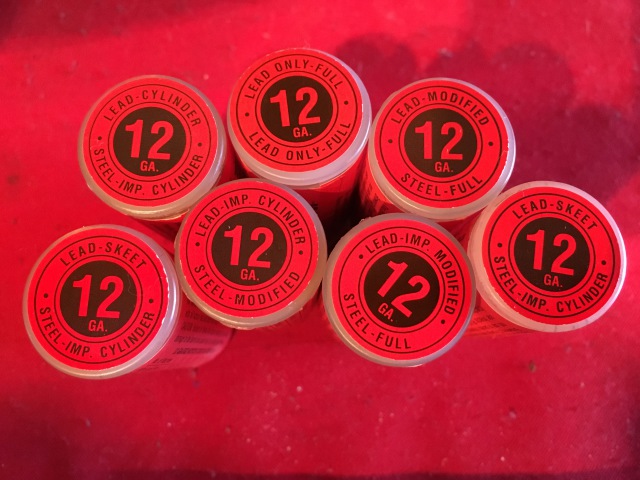 LEAD-CYLINDER
12
GA.
STEEL-IMP. CYLINDER
LEAD ONLY-FULL
12
GA.
LEAD ONLY-FULL
LEAD-MODIFIED
12
GA.
STEEL-FULL
LEAD-SKEET
12
GA.
STEEL-IMP. CYLINDER
LEAD-IMP. CYLINDER
12
GA.
STEEL-MODIFIED
LEAD-IMP. MODIFIED
12
GA.
STEEL-FULL
LEAD-SKEET
12
GA.
STEEL-IMP. CYLINDER